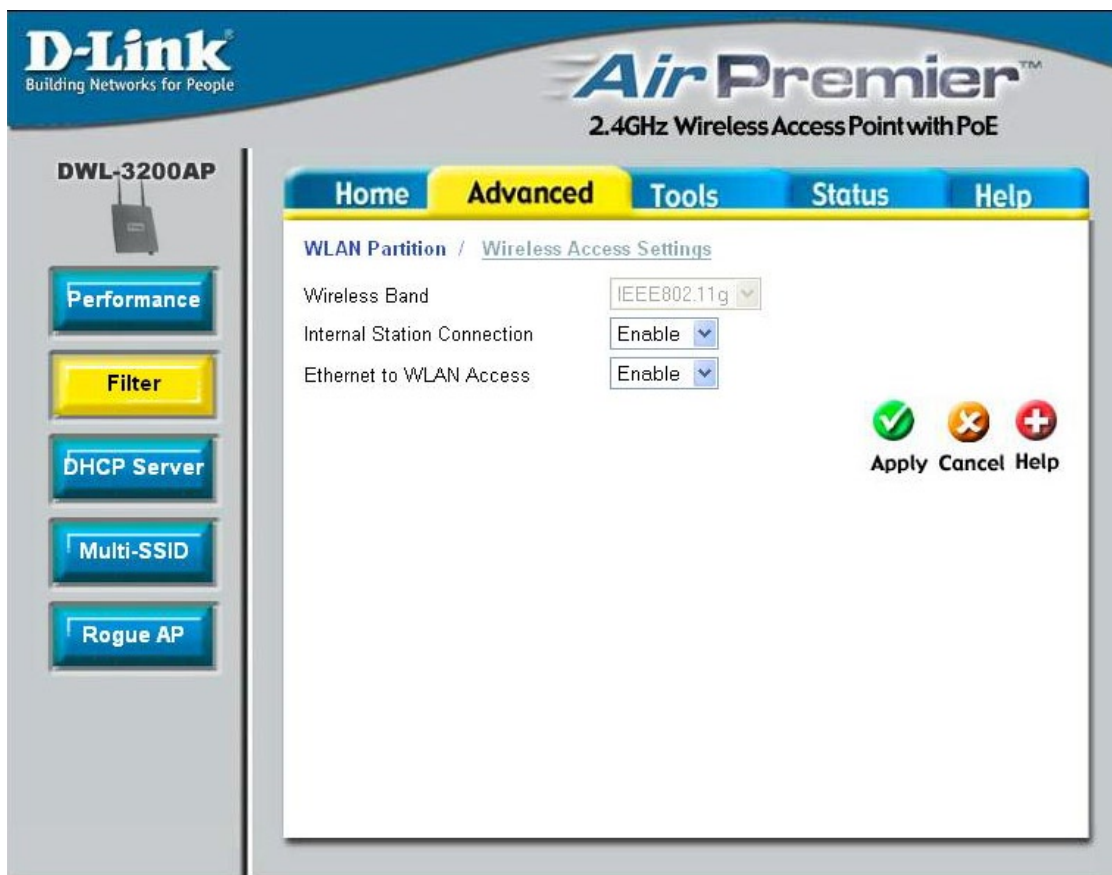 D-Link
Building Networks for People
Air Premier™
2.4GHz Wireless Access Point with PoE
DWL-3200AP
Home Advanced Tools Status Help
Performance
Filter
DHCP Server
Multi-SSID
Rogue AP
WLAN Partition / Wireless Access Settings
Wireless Band IEEE802.11g
Internal Station Connection Enable
Ethernet to WLAN Access Enable
Apply Cancel Help